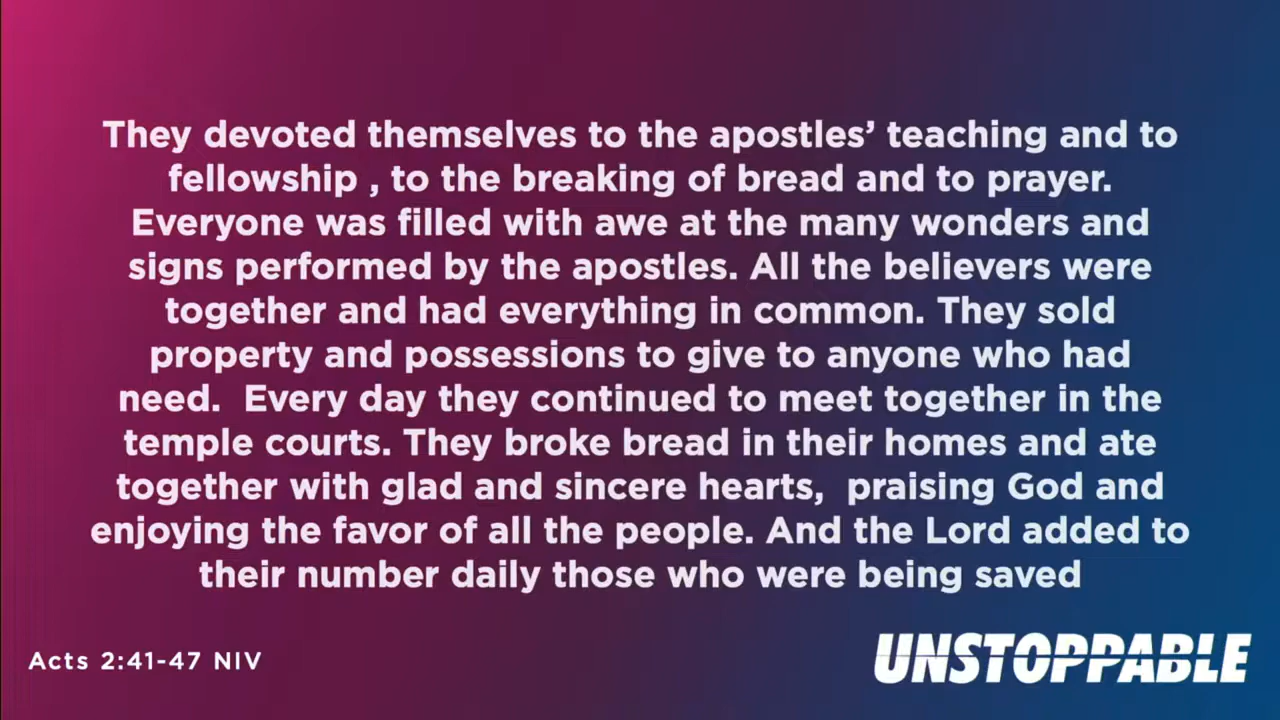 They devoted themselves to the apostles’ teaching and to
fellowship , to the breaking of bread and to prayer.
Everyone was filled with awe at the many wonders and
signs performed by the apostles. All the believers were
together and had everything in common. They sold
property and possessions to give to anyone who had
need.  Every day they continued to meet together in the
temple courts. They broke bread in their homes and ate
together with glad and sincere hearts,  praising God and
enjoying the favor of all the people. And the Lord added to
their number daily those who were being saved
Acts 2:41-47 NIV
UNSTOPPABLE